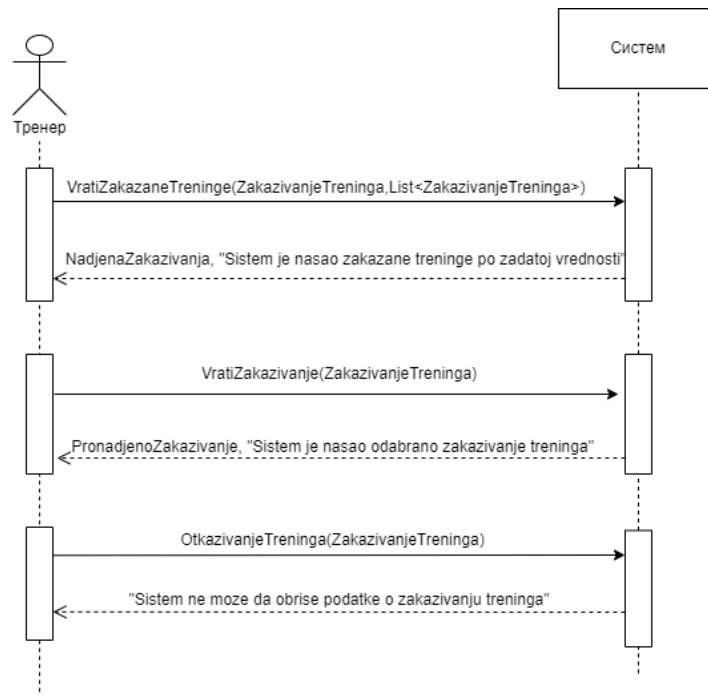 Систем
Тренер
VratiZakazaneTreninge(ZakazivanjeTreninga,List<ZakazivanjeTreninga>)
NadjenaZakazivanja, "Sistem je nasao zakazane treninge po zadatoj vrednosti"
VratiZakazivanje(ZakazivanjeTreninga)
PronadjenoZakazivanje, "Sistem je nasao odabrano zakazivanje treninga"
OtkazivanjeTreninga(ZakazivanjeTreninga)
"Sistem ne moze da obrise podatke o zakazivanju treninga"